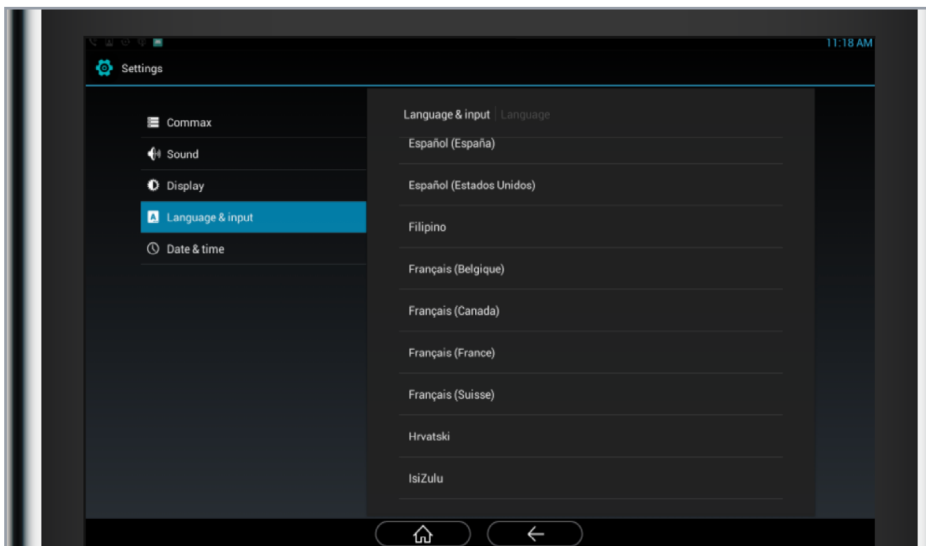 11:18 AM
Settings
Commax
Sound
Display
Language & input
Date & time
Language & input Language
Español (España)
Español (Estados Unidos)
Filipino
Français (Belgique)
Français (Canada)
Français (France)
Français (Suisse)
Hrvatski
IsiZulu